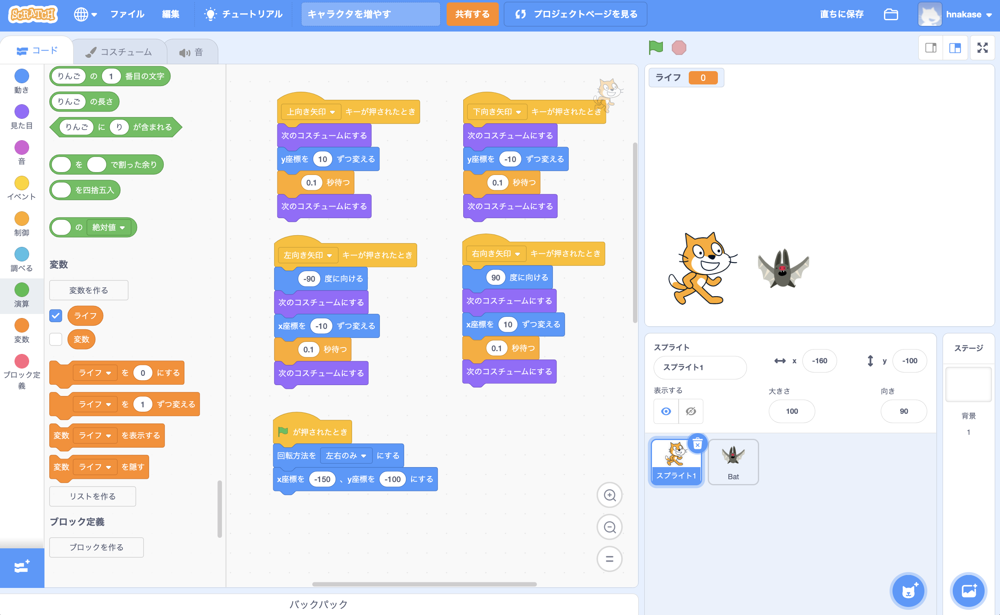 SCRATCH
ファイル
編集
チュートリアル
キャラクタを増やす
共有する
プロジェクトページを見る
直ちに保存
hnakase
コード
コスチューム
音
動き
見た目
音
イベント
制御
調べる
演算
変数
ブロック定
義
りんご の 1 番目の文字
りんご の長さ
りんご に り が含まれる
を で割った余り
を四捨五入
の 絶対値
変数
変数を作る
ライフ
変数
ライフ を 0 にする
ライフ を 1 ずつ変える
変数 ライフ を表示する
変数 ライフ を隠す
リストを作る
ブロック定義
ブロックを作る
上向き矢印 キーが押されたとき
次のコスチュームにする
y座標を 10 ずつ変える
0.1 秒待つ
次のコスチュームにする
下向き矢印 キーが押されたとき
次のコスチュームにする
y座標を -10 ずつ変える
0.1 秒待つ
次のコスチュームにする
左向き矢印 キーが押されたとき
-90 度に向ける
次のコスチュームにする
x座標を -10 ずつ変える
0.1 秒待つ
次のコスチュームにする
右向き矢印 キーが押されたとき
90 度に向ける
次のコスチュームにする
x座標を 10 ずつ変える
0.1 秒待つ
次のコスチュームにする
が押されたとき
回転方法を 左右のみ にする
x座標を -150 、y座標を -100 にする
バックパック
ライフ 0
スプライト
スプライト1
x -160
y -100
表示する
大きさ
100
向き
90
スプライト1
Bat
ステージ
背景
1